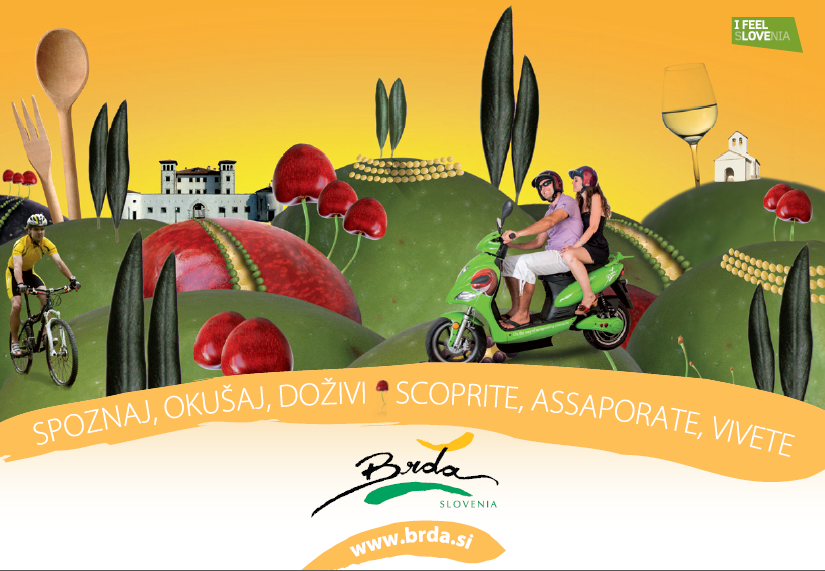 I FEEL
SLOVENIA
SPOZNAJ, OKUŠAJ, DOŽIVI SCOPRITE, ASSAPORATE, VIVETE
Brda
SLOVENIA
www.brda.si